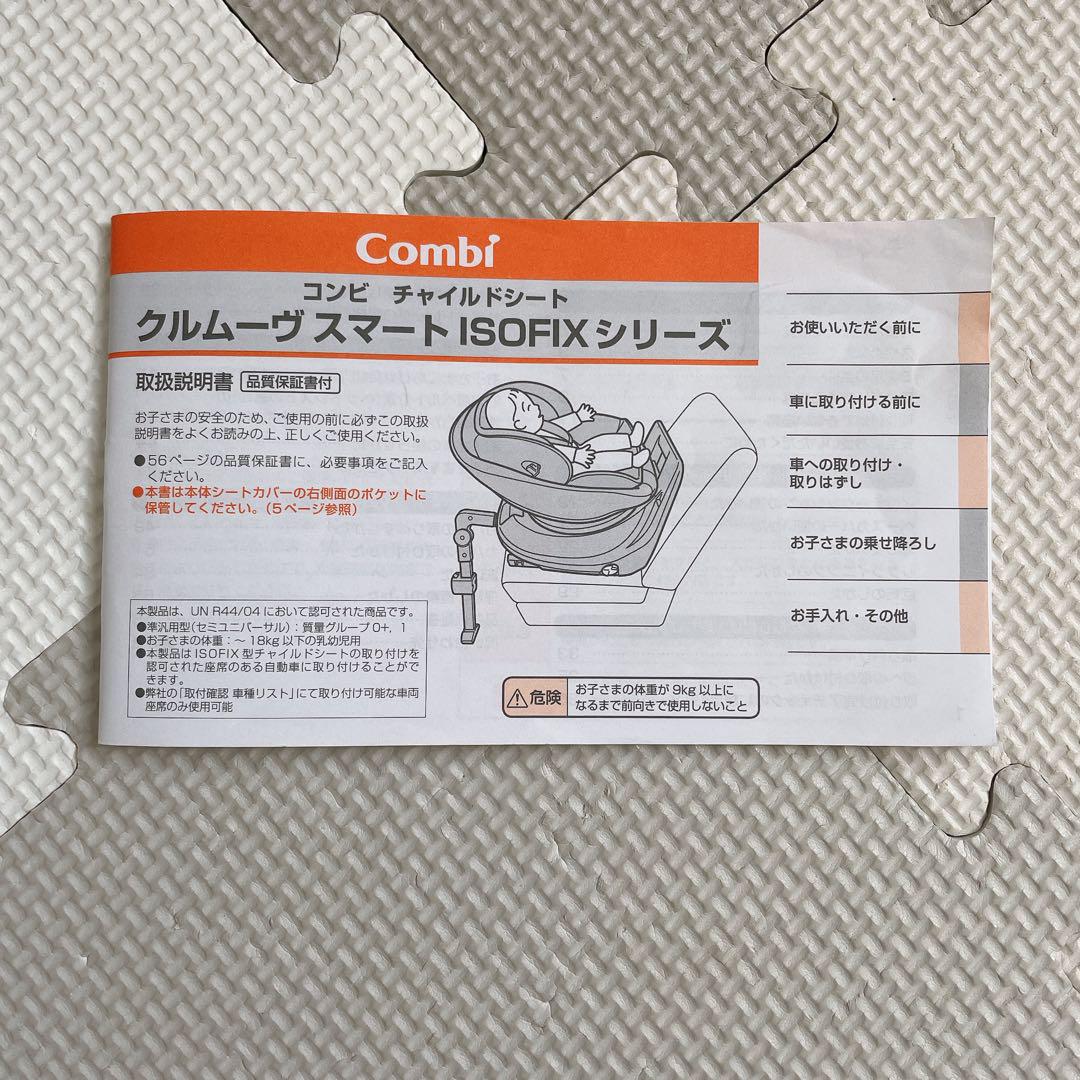 Combi
コンビ チャイルドシート
クルムーヴ スマート ISOFIXシリーズ
取扱説明書 品質保証書付
お子さまの安全のため、ご使用の前に必ずこの取扱
説明書をよくお読みの上、正しくご使用ください。
●56ページの品質保証書に、必要事項をご記入
ください。
●本書は本体シートカバーの右側面のポケットに
保管してください。(5ページ参照)
本製品は、UN R44/04 において認可された商品です。
●準汎用型(セミユニバーサル):質量グループ 0+, 1
●お子さまの体重:～ 18kg 以下の乳幼児用
●本製品は ISOFIX 型チャイルドシートの取り付けを
認可された座席のある自動車に取り付けることがで
きます。
●弊社の「取付確認 車種リスト」にて取り付け可能な車両
座席のみ使用可能
危険
お子さまの体重が 9kg 以上に
なるまで前向きで使用しないこと
お使いいただく前に
車に取り付ける前に
車への取り付け・
取りはずし
お子さまの乗せ降ろし
お手入れ・その他